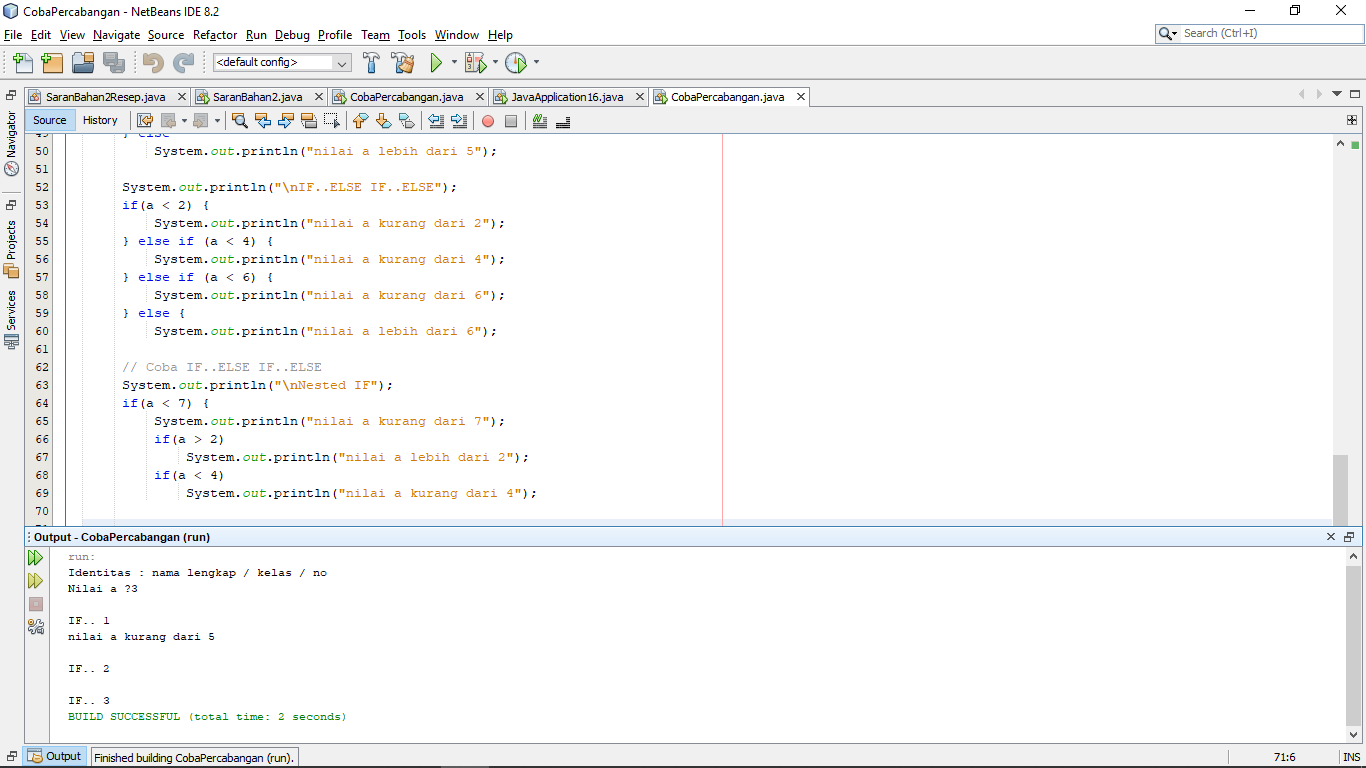 CobaPercabangan - NetBeans IDE 8.2
File Edit View Navigate Source Refactor Run Debug Profile Team Tools Window Help
Search (Ctrl+I)
<default config>
SaranBahan2Resep.java SaranBahan2.java CobaPercabangan.java JavaApplication16.java CobaPercabangan.java
Source History
Navigator
Projects
Services
49 } else
50 System.out.println("nilai a lebih dari 5");
51
52 System.out.println("\nIF..ELSE IF..ELSE");
53 if(a < 2) {
54 System.out.println("nilai a kurang dari 2");
55 } else if (a < 4) {
56 System.out.println("nilai a kurang dari 4");
57 } else if (a < 6) {
58 System.out.println("nilai a kurang dari 6");
59 } else {
60 System.out.println("nilai a lebih dari 6");
61
62 // Coba IF..ELSE IF..ELSE
63 System.out.println("\nNested IF");
64 if(a < 7) {
65 System.out.println("nilai a kurang dari 7");
66 if(a > 2)
67 System.out.println("nilai a lebih dari 2");
68 if(a < 4)
69 System.out.println("nilai a kurang dari 4");
70
Output - CobaPercabangan (run)
run:
Identitas : nama lengkap / kelas / no
Nilai a ?3
IF.. 1
nilai a kurang dari 5
IF.. 2
IF.. 3
BUILD SUCCESSFUL (total time: 2 seconds)
Output
Finished building CobaPercabangan (run).
71:6 INS